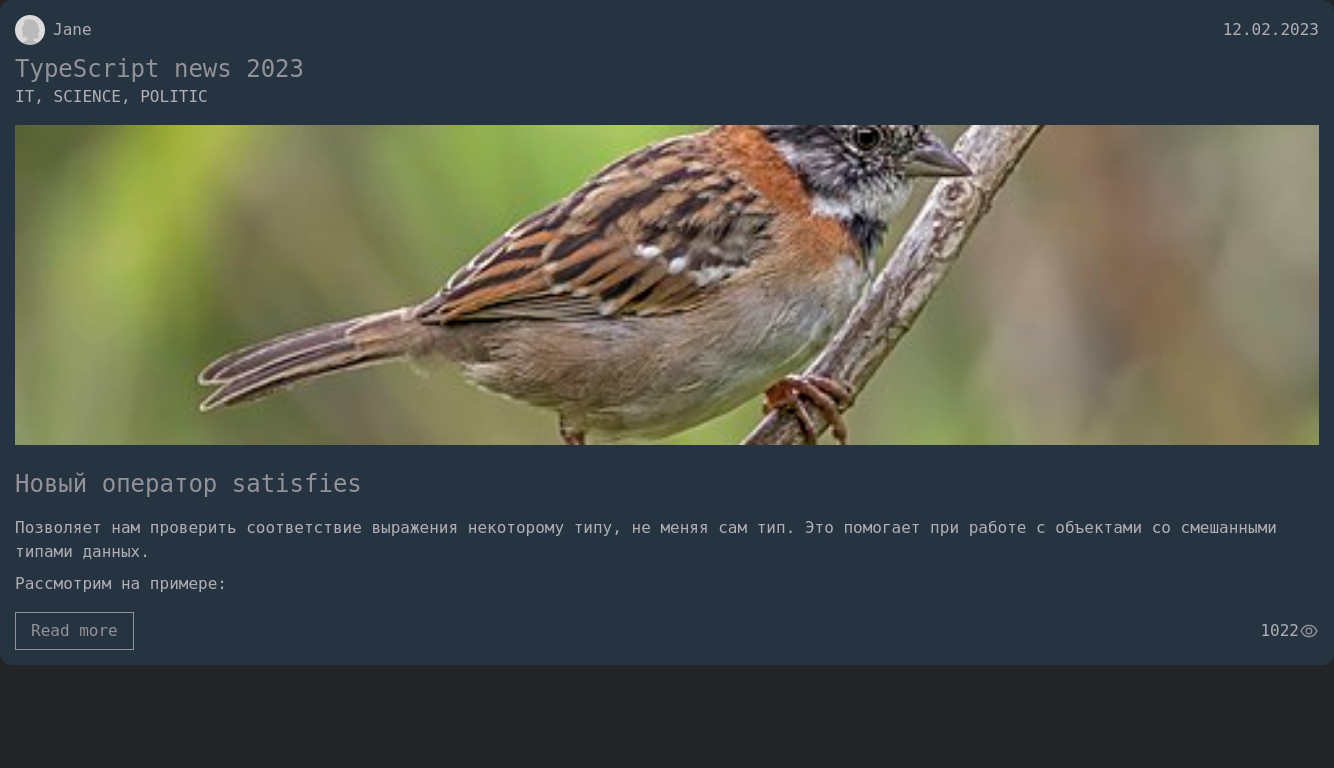 Jane
12.02.2023
TypeScript news 2023
IT, SCIENCE, POLITIC
Новый оператор satisfies
Позволяет нам проверить соответствие выражения некоторому типу, не меняя сам тип. Это помогает при работе с объектами со смешанными
типами данных.
Рассмотрим на примере:
Read more
1022